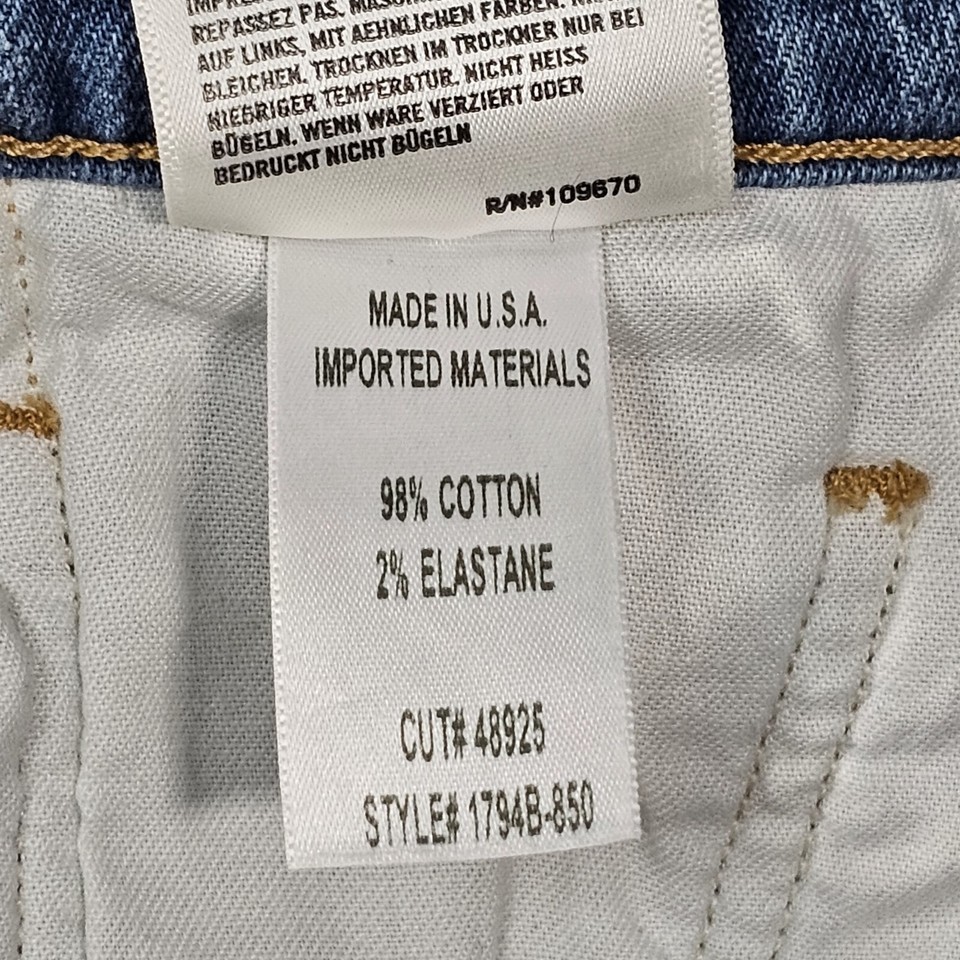 REPASSEZ PAS.
AUF LINKS, MIT AEHNLICHEN FARBEN.
BLEICHEN. TROCKNEN IM TROCKNER NUR BEI
NIEBRIGER TEMPERATUR. NICHT HEISS
BÜGELN. WENN WARE VERZIERT ODER
BEDRUCKT NICHT BÜGELN
R/N#109670
MADE IN U.S.A.
IMPORTED MATERIALS
98% COTTON
2% ELASTANE
CUT# 48925
STYLE# 1794B-850